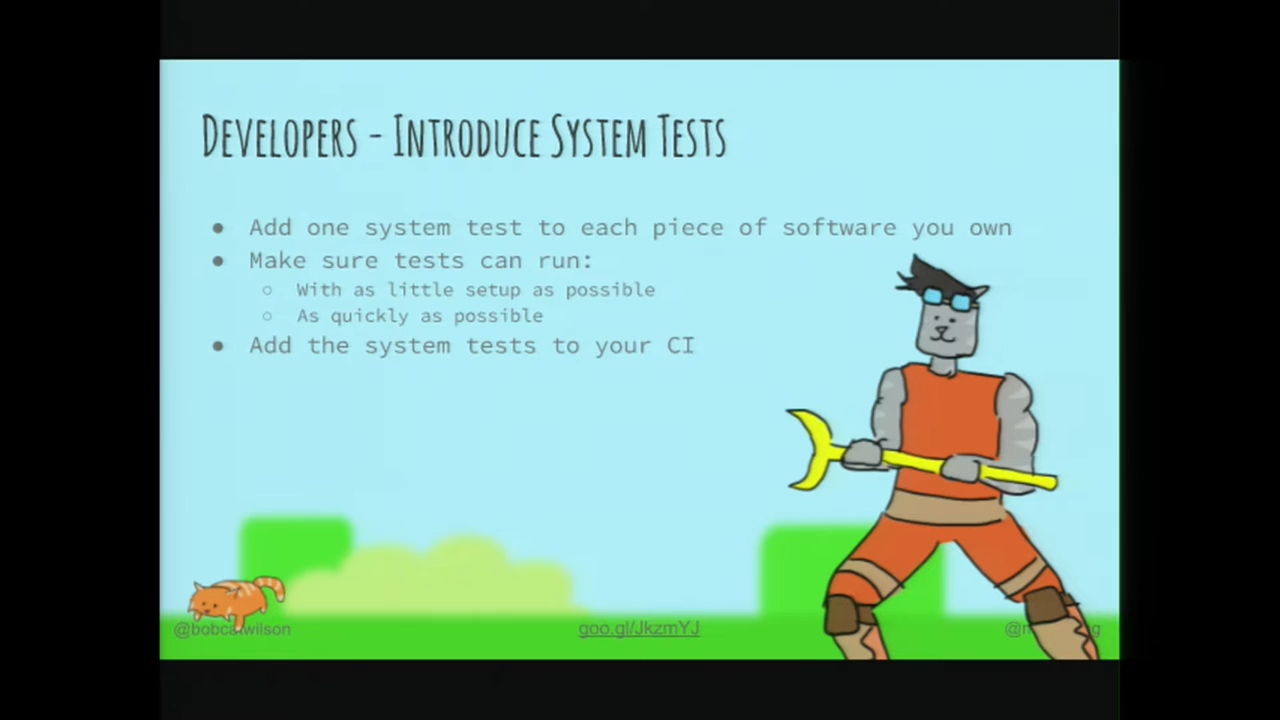 Developers - Introduce System Tests
● Add one system test to each piece of software you own
● Make sure tests can run:
○ With as little setup as possible
○ As quickly as possible
● Add the system tests to your CI
goo.gl/JkzmYJ